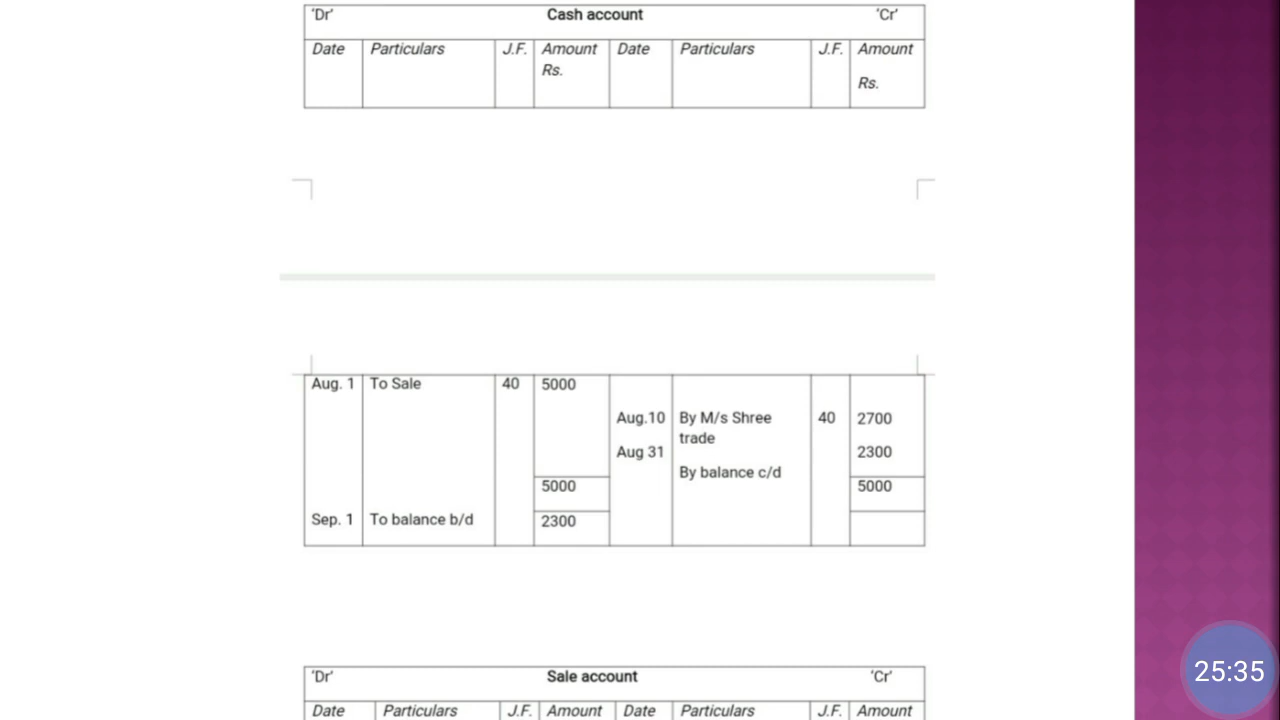 ‘Dr’ Cash account ‘Cr’
Date Particulars J.F. Amount Date Particulars J.F. Amount
Rs.
Rs.
Aug. 1 To Sale 40 5000
Aug.10 By M/s Shree 40 2700
trade
Aug 31 2300
By balance c/d
5000 5000
Sep. 1 To balance b/d 2300
‘Dr’ Sale account ‘Cr’
Date Particulars J.F. Amount Date Particulars J.F. Amount
25:35